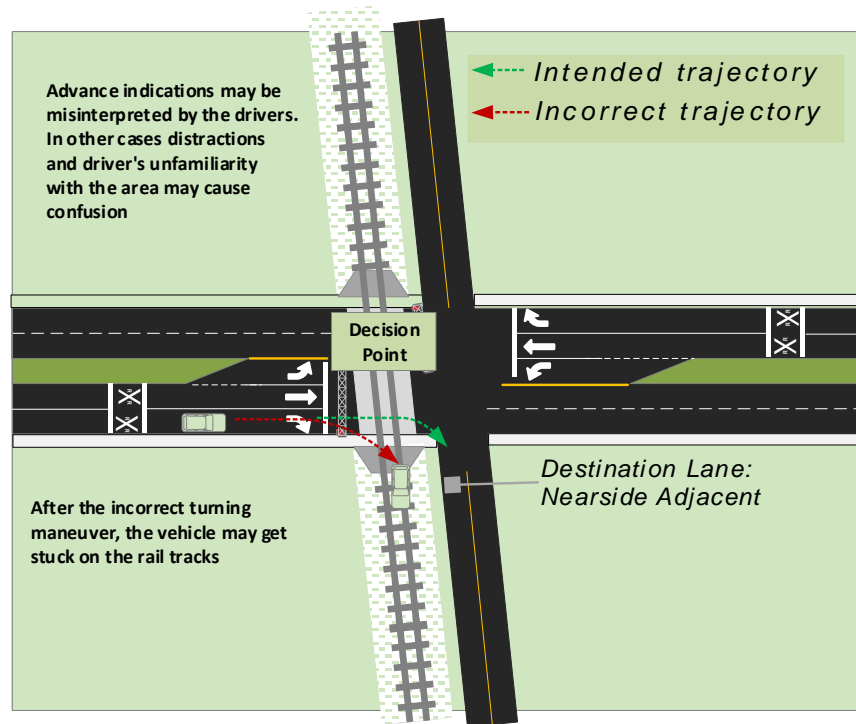 Advance indications may be
misinterpreted by the drivers.
In other cases distractions
and driver's unfamiliarity
with the area may cause
confusion
Intended trajectory
Incorrect trajectory
Decision
Point
R R
R R
R R
R R
Destination Lane:
Nearside Adjacent
After the incorrect turning
maneuver, the vehicle may get
stuck on the rail tracks